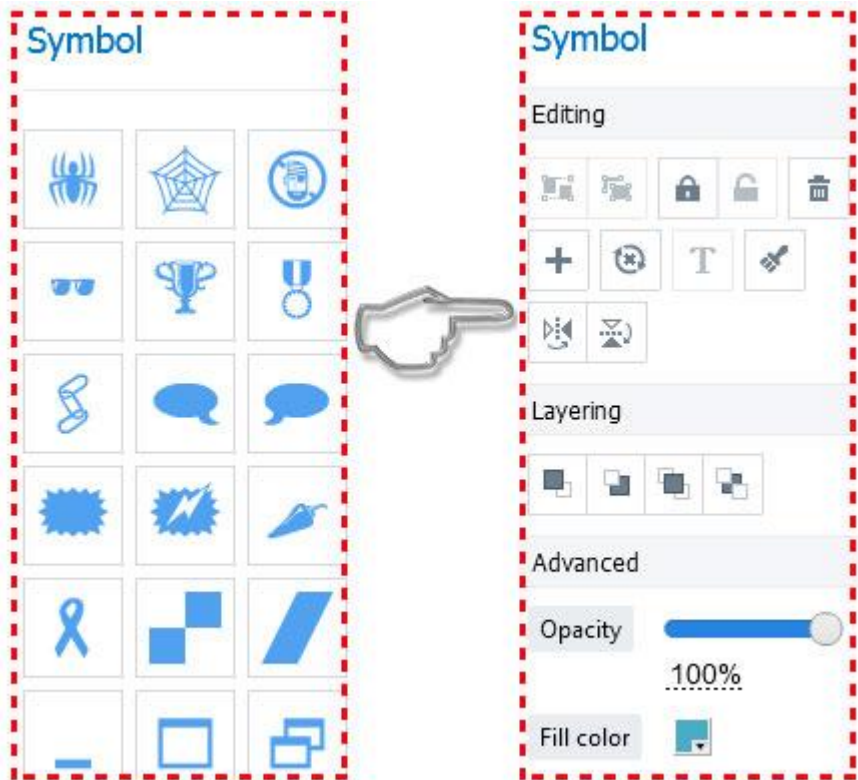 Symbol
Symbol
Editing
T
Layering
Advanced
Opacity
100%
Fill color